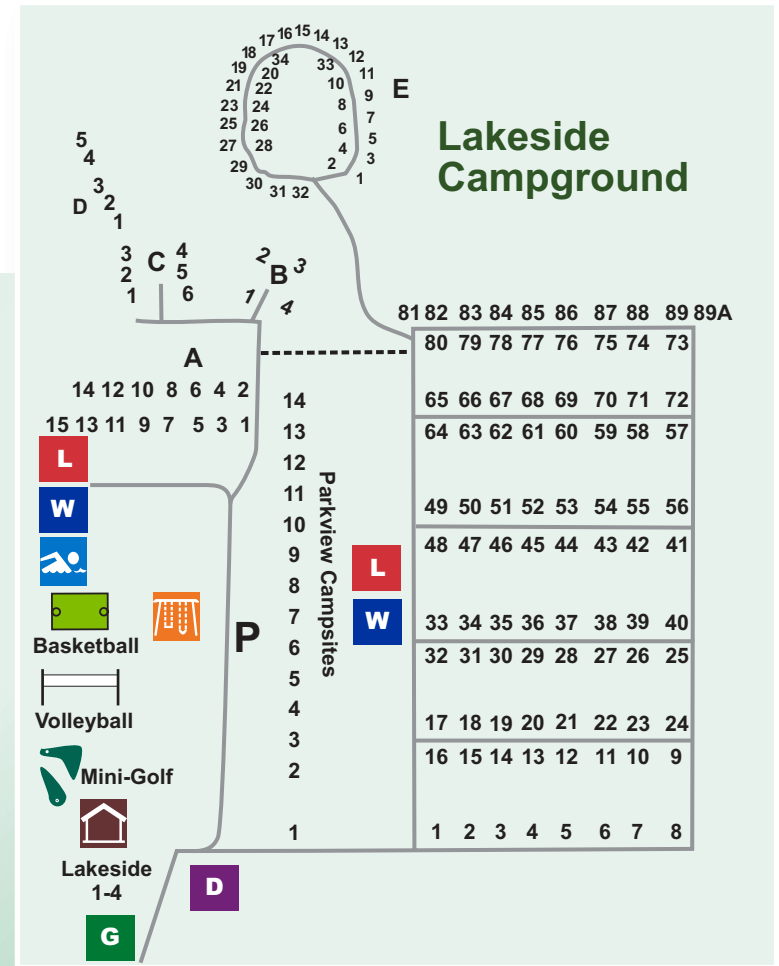 Lakeside
Campground
15
16 14
17 13
18 34 33 12
19 20 11
21 22 10 9
E
23 24 8 7
25 26 6 5
27 28 4 3
29 2
30 31 32 1
5
4
3
D 2
1
3 4
C
2 5
1 6
2 3
B
1 4
81 82 83 84 85 86 87 88 89 89A
80 79 78 77 76 75 74 73
A
14 12 10 8 6 4 2
15 13 11 9 7 5 3 1
65 66 67 68 69 70 71 72
64 63 62 61 60 59 58 57
49 50 51 52 53 54 55 56
48 47 46 45 44 43 42 41
33 34 35 36 37 38 39 40
32 31 30 29 28 27 26 25
17 18 19 20 21 22 23 24
16 15 14 13 12 11 10 9
1 2 3 4 5 6 7 8
14
13
12
11
10
9
8
7
6
5
4
3
2
1
Parkview Campsites
L
W
L
W
P
Basketball
Volleyball
Mini-Golf
Lakeside
1-4
D
G